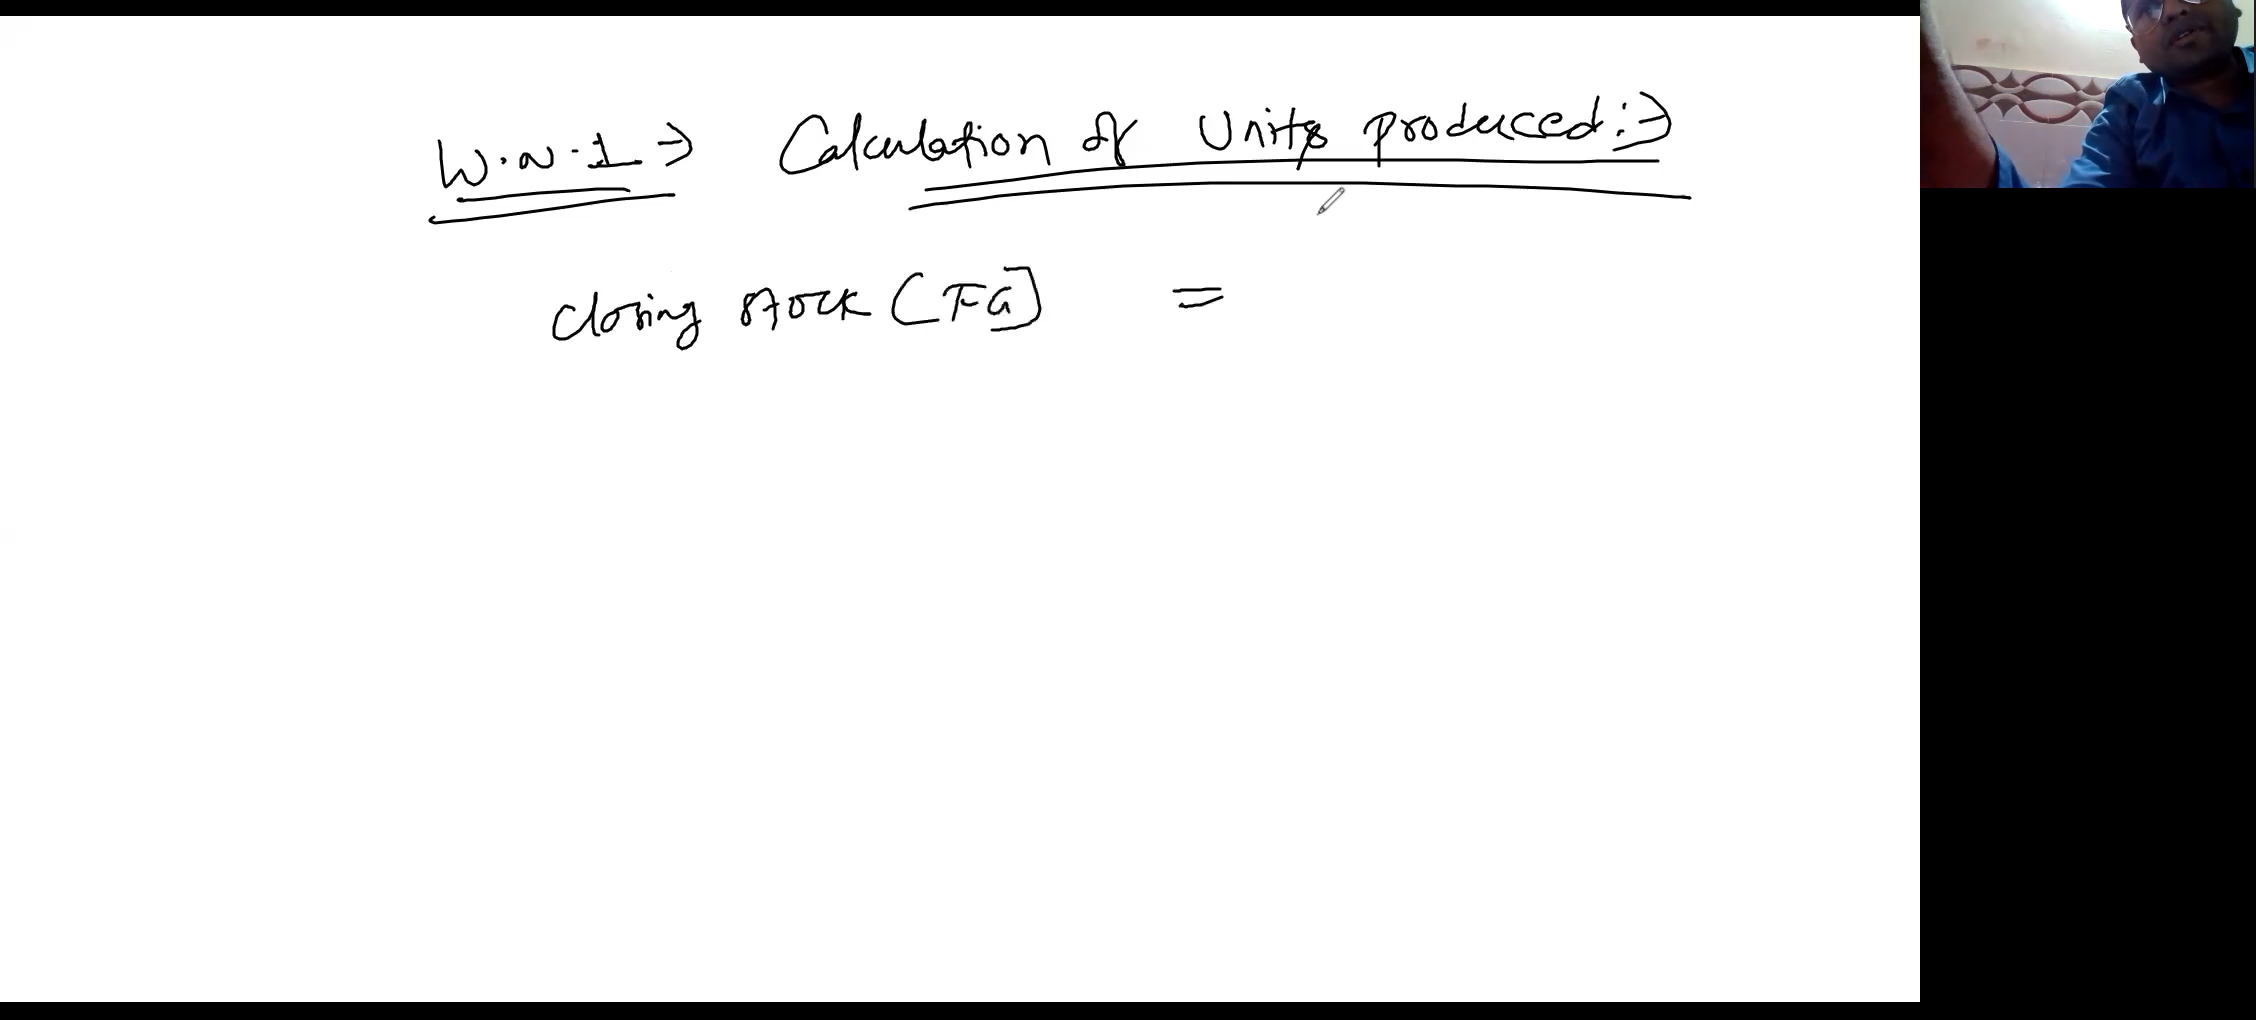 W.N.1 → Calculation of Units produced :→
closing stock (FG) =